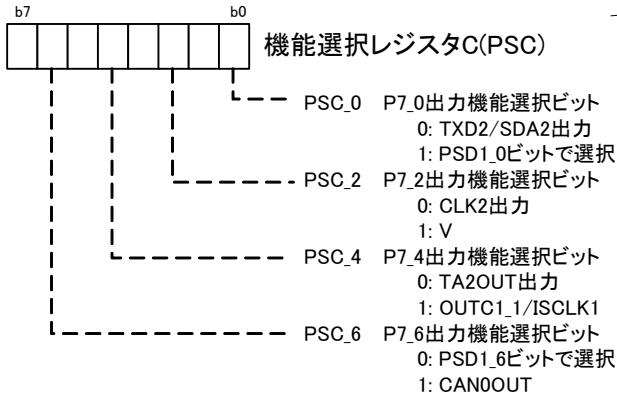 b7 b0
機能選択レジスタC(PSC)
PSC_0 P7_0出力機能選択ビット
0: TXD2/SDA2出力
1: PSD1_0ビットで選択
PSC_2 P7_2出力機能選択ビット
0: CLK2出力
1: V
PSC_4 P7_4出力機能選択ビット
0: TA2OUT出力
1: OUTC1_1/ISCLK1
PSC_6 P7_6出力機能選択ビット
0: PSD1_6ビットで選択
1: CAN0OUT